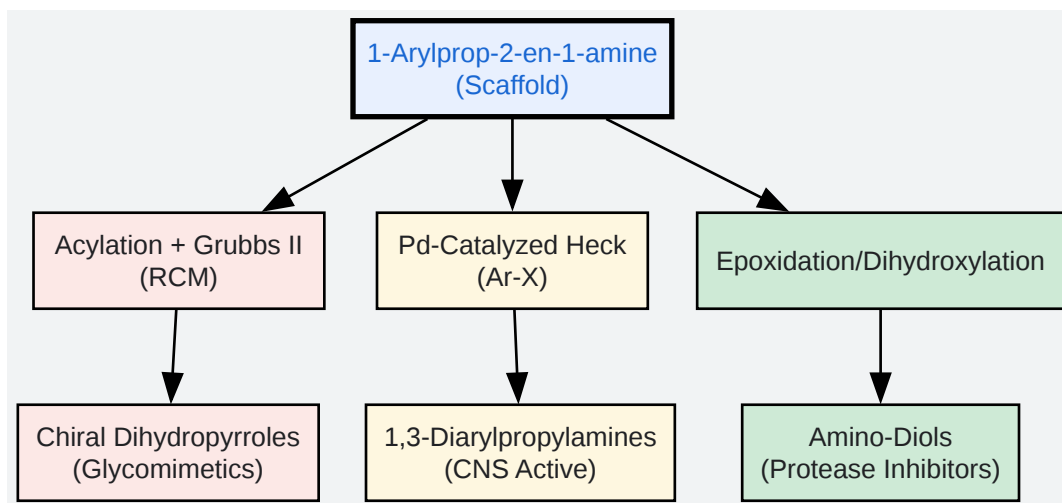 1-Arylprop-2-en-1-amine
(Scaffold)
Acylation + Grubbs II
(RCM)
Pd-Catalyzed Heck
(Ar-X)
Epoxidation/Dihydroxylation
Chiral Dihydropyrroles
(Glycomimetics)
1,3-Diarylpropylamines
(CNS Active)
Amino-Diols
(Protease Inhibitors)